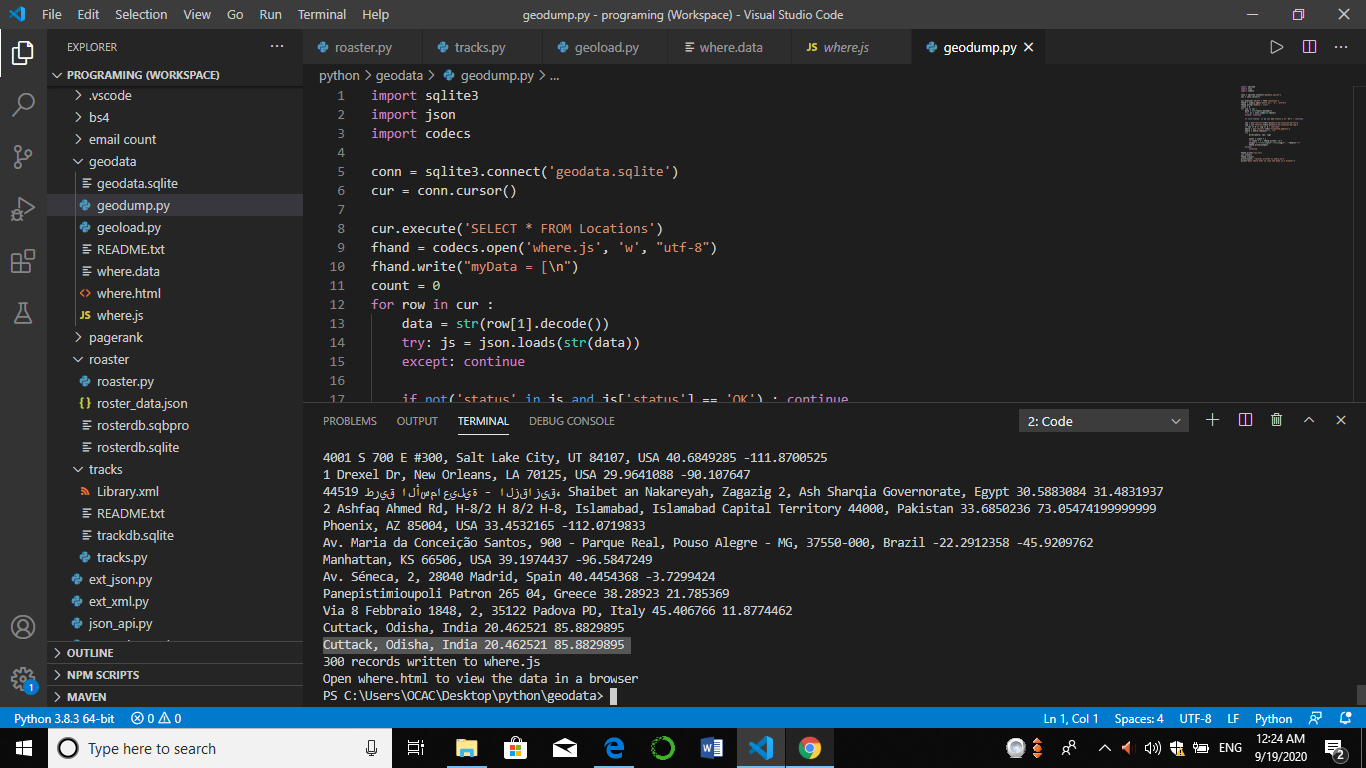 File Edit Selection View Go Run Terminal Help
geodump.py - programing (Workspace) - Visual Studio Code
EXPLORER
PROGRAMING (WORKSPACE)
.vscode
bs4
email count
geodata
geodata.sqlite
geodump.py
geoload.py
README.txt
where.data
where.html
JS where.js
pagerank
roaster
roaster.py
{} roster_data.json
rosterdb.sqbpro
rosterdb.sqlite
tracks
Library.xml
README.txt
trackdb.sqlite
tracks.py
ext_json.py
ext_xml.py
json_api.py
OUTLINE
NPM SCRIPTS
MAVEN
roaster.py tracks.py geoload.py where.data JS where.js geodump.py
python > geodata > geodump.py > ...
1 import sqlite3
2 import json
3 import codecs
4
5 conn = sqlite3.connect('geodata.sqlite')
6 cur = conn.cursor()
7
8 cur.execute('SELECT * FROM Locations')
9 fhand = codecs.open('where.js', 'w', "utf-8")
10 fhand.write("myData = [\n")
11 count = 0
12 for row in cur :
13 data = str(row[1].decode())
14 try: js = json.loads(str(data))
15 except: continue
16
17 if not('status' in js and js['status'] == 'OK') : continue
PROBLEMS OUTPUT TERMINAL DEBUG CONSOLE
2: Code
4001 S 700 E #300, Salt Lake City, UT 84107, USA 40.6849285 -111.8700525
1 Drexel Dr, New Orleans, LA 70125, USA 29.9641088 -90.107647
44519 طريق الأسماعيلية - الزقازيق، Shaibet an Nakareyah, Zagazig 2, Ash Sharqia Governorate, Egypt 30.5883084 31.4831937
2 Ashfaq Ahmed Rd, H-8/2 H 8/2 H-8, Islamabad, Islamabad Capital Territory 44000, Pakistan 33.6850236 73.05474199999999
Phoenix, AZ 85004, USA 33.4532165 -112.0719833
Av. Maria da Conceição Santos, 900 - Parque Real, Pouso Alegre - MG, 37550-000, Brazil -22.2912358 -45.9209762
Manhattan, KS 66506, USA 39.1974437 -96.5847249
Av. Séneca, 2, 28040 Madrid, Spain 40.4454368 -3.7299424
Panepistimioupoli Patron 265 04, Greece 38.28923 21.785369
Via 8 Febbraio 1848, 2, 35122 Padova PD, Italy 45.406766 11.8774462
Cuttack, Odisha, India 20.462521 85.8829895
Cuttack, Odisha, India 20.462521 85.8829895
300 records written to where.js
Open where.html to view the data in a browser
PS C:\Users\OCAC\Desktop\python\geodata>
1
Python 3.8.3 64-bit 0 0
Ln 1, Col 1 Spaces: 4 UTF-8 LF Python
Type here to search
ENG
12:24 AM
9/19/2020
2